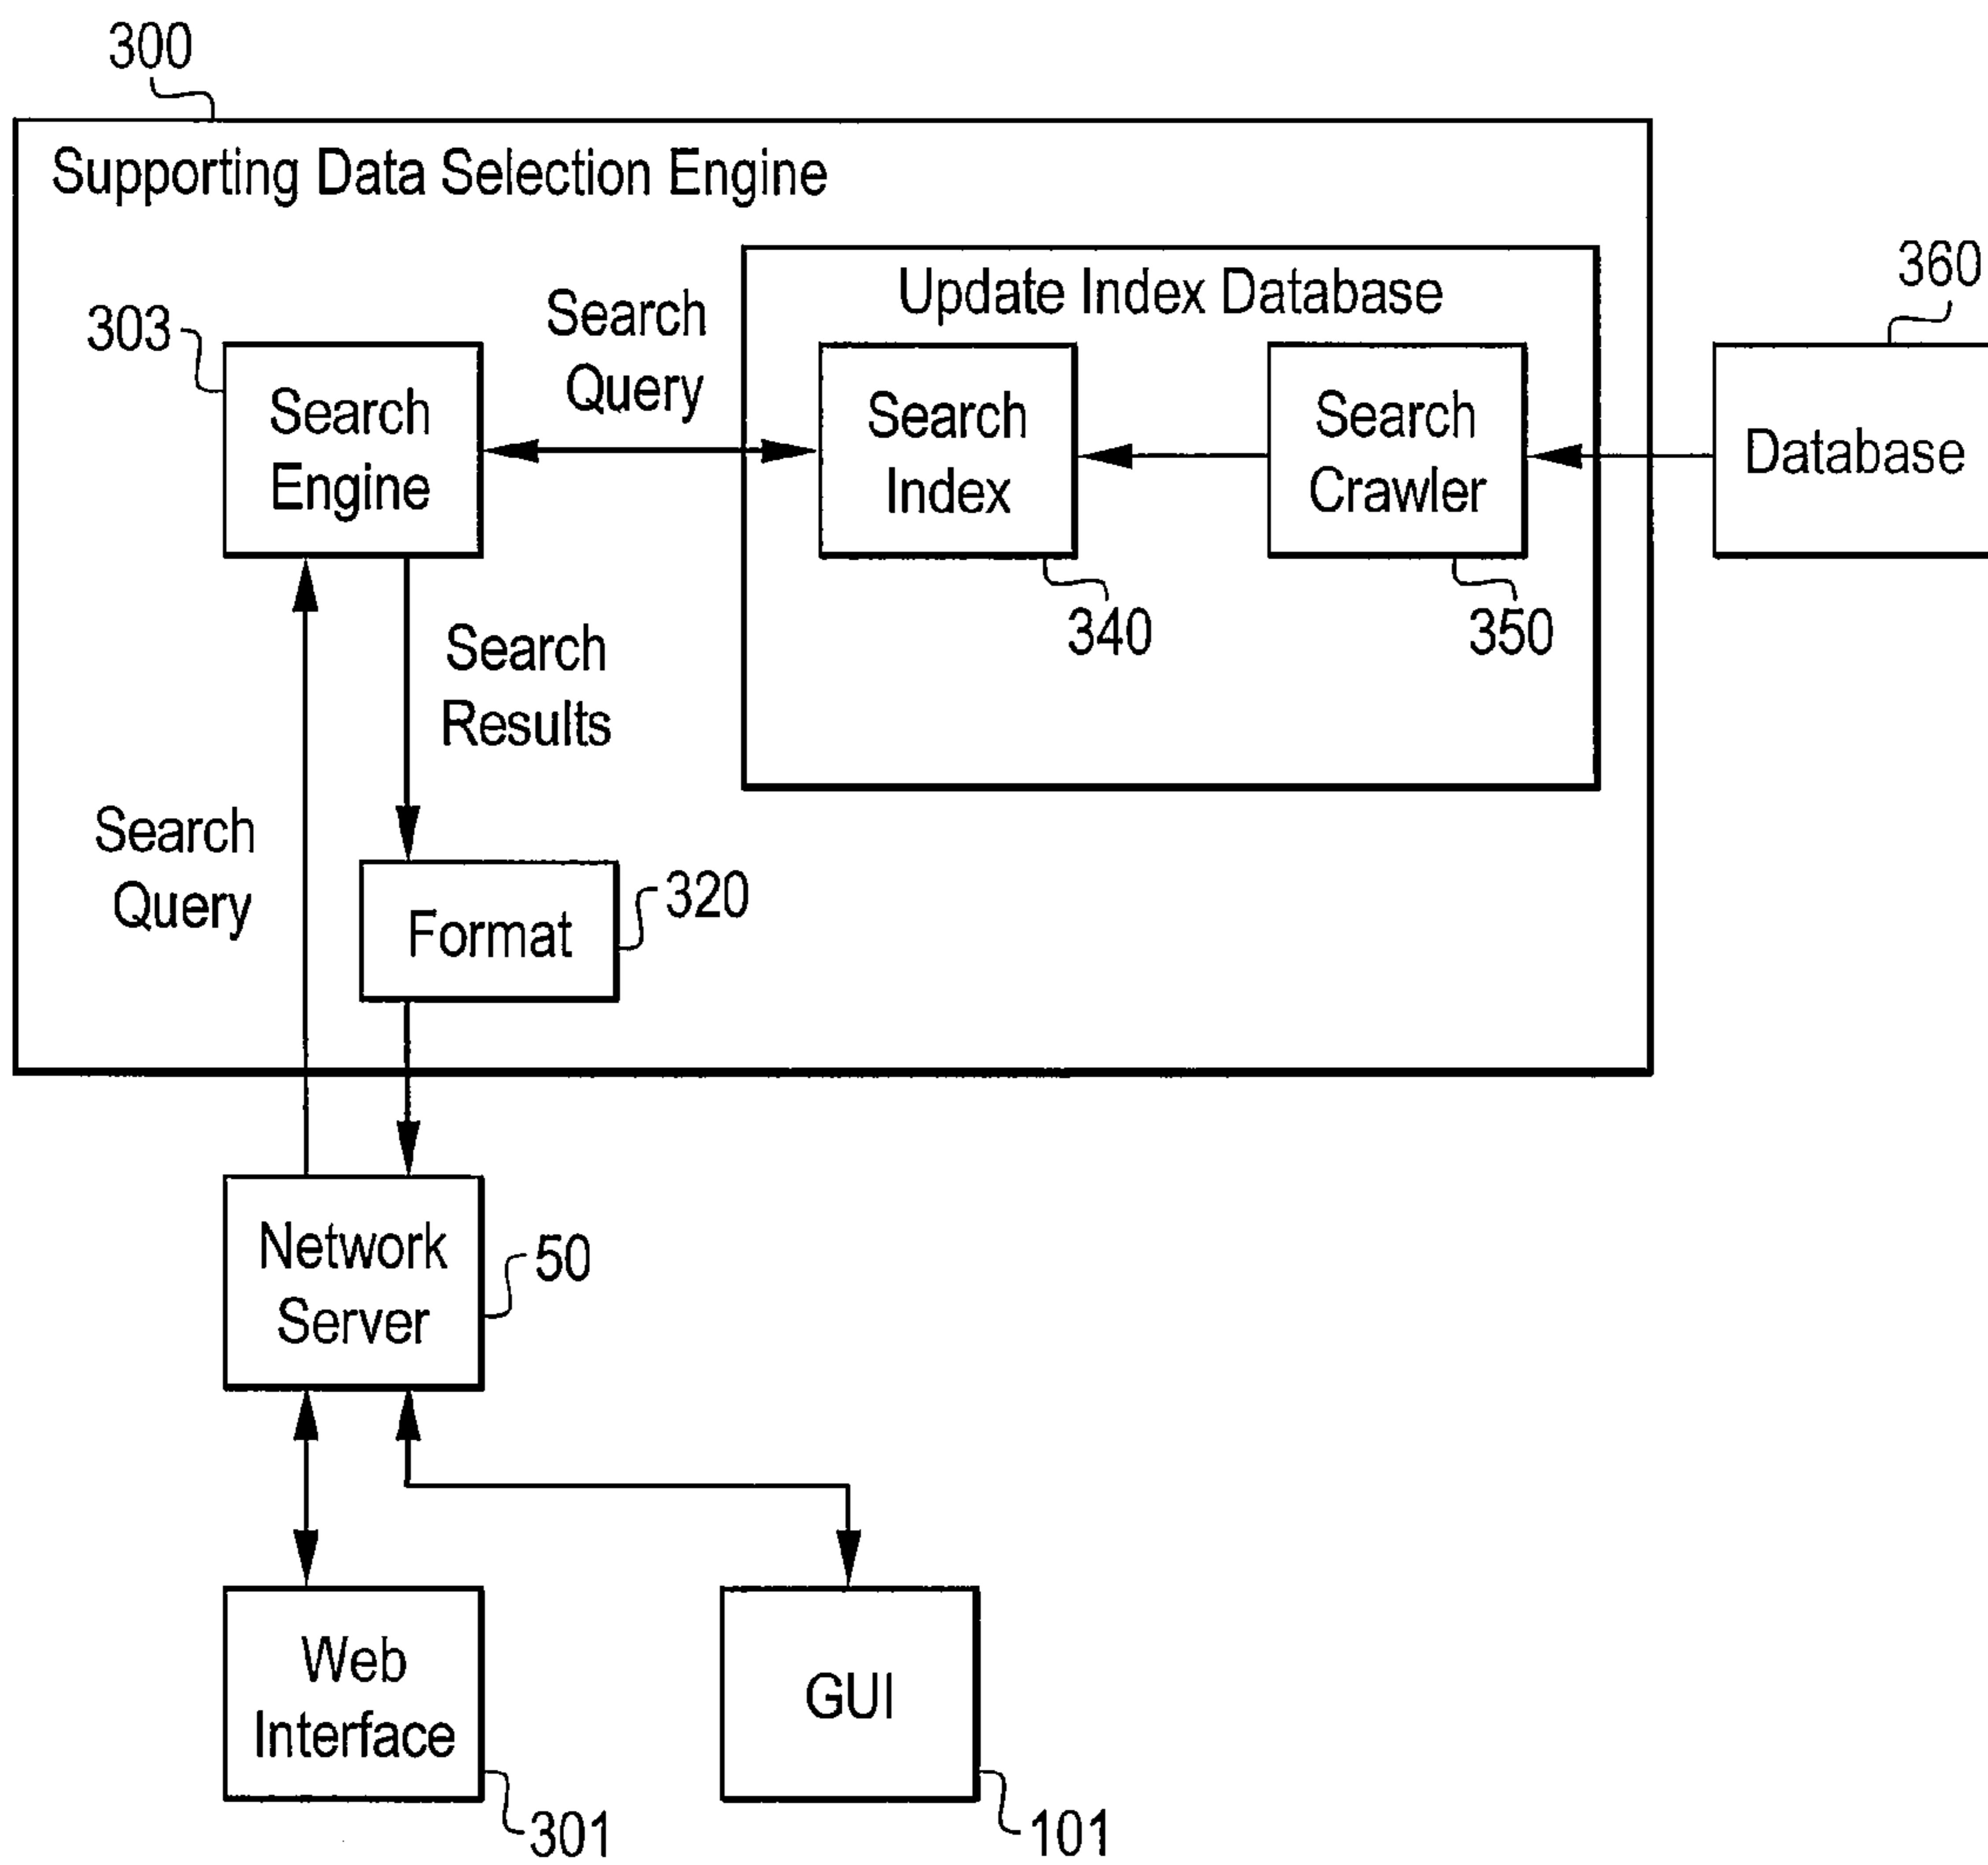 300
Supporting Data Selection Engine
Update Index Database
360
303
Search
Query
Search
Engine
Search
Index
Search
Crawler
Database
340
350
Search
Results
Search
Query
320
Format
Network
Server
50
Web
Interface
GUI
301
101